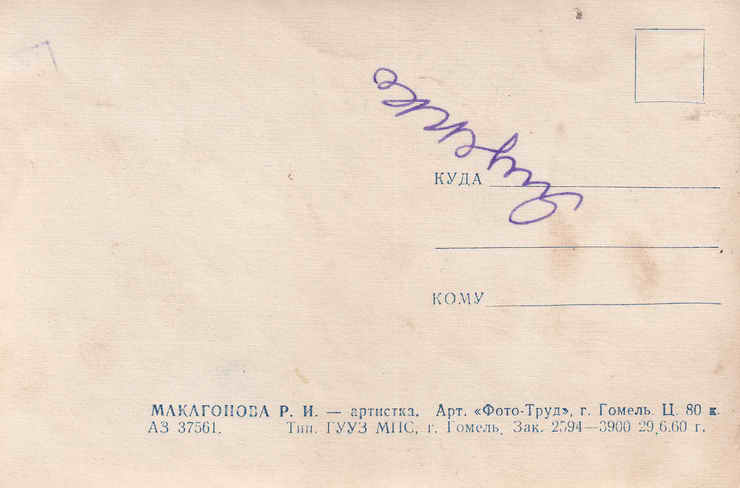 Яценко
КУДА
КОМУ
МАКАГОНОВА Р. И. — артистка. Арт. «Фото-Труд», г. Гомель Ц. 80 к.
АЗ 37561. Тип. ГУУЗ МПС, г. Гомель. Зак. 2594—3900 29.6.60 г.